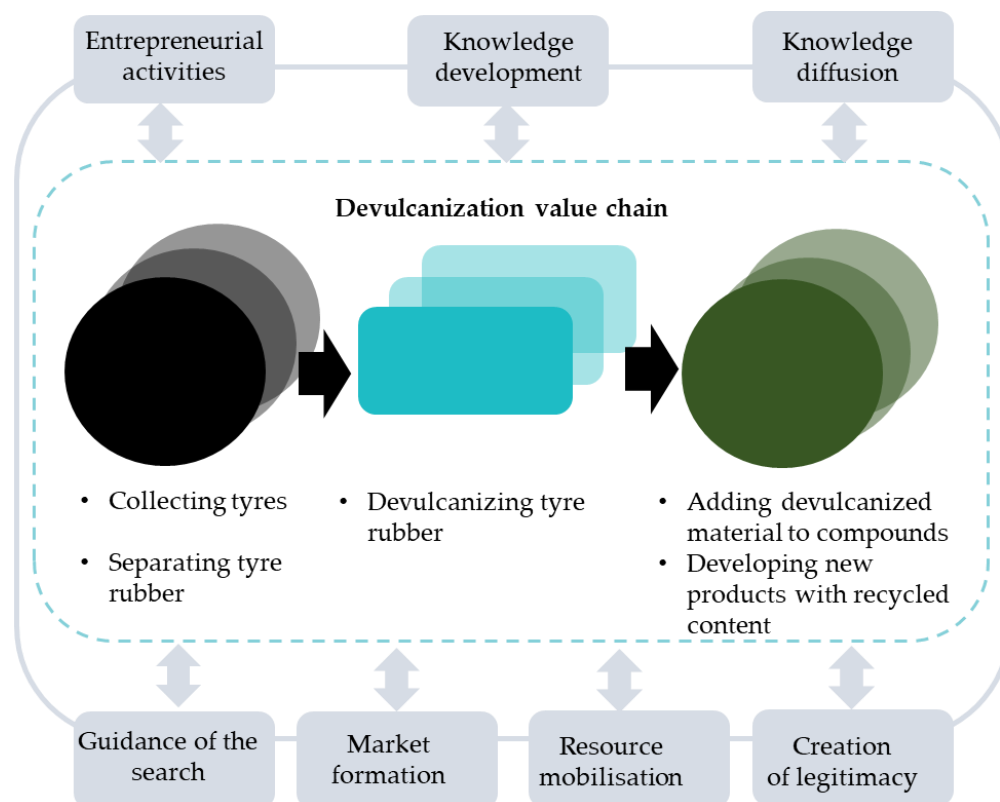 Entrepreneurial
activities
Knowledge
development
Knowledge
diffusion
Devulcanization value chain
• Collecting tyres
• Separating tyre
rubber
• Devulcanizing tyre
rubber
• Adding devulcanized
material to compounds
• Developing new
products with recycled
content
Guidance of the
search
Market
formation
Resource
mobilisation
Creation
of legitimacy